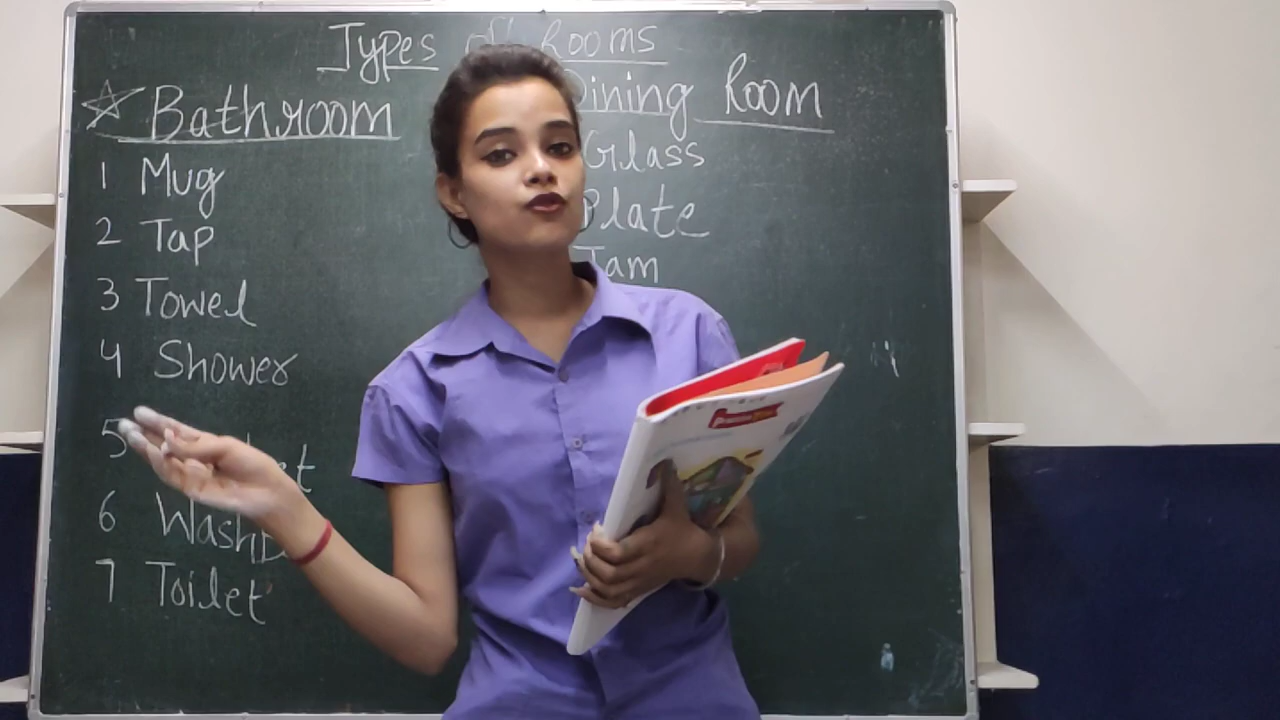 Types of Rooms
☆ Bathroom
1 Mug
2 Tap
3 Towel
4 Shower
5
6 Wash
7 Toilet
Dining Room
Glass
Plate
Jam